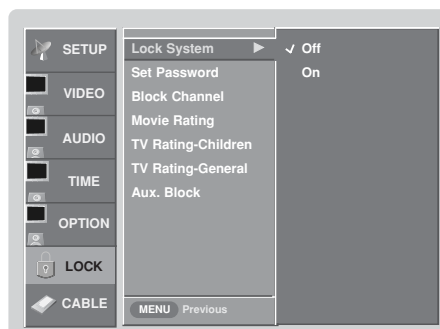 SETUP
VIDEO
AUDIO
TIME
OPTION
LOCK
CABLE
Lock System
Set Password
Block Channel
Movie Rating
TV Rating-Children
TV Rating-General
Aux. Block
MENU Previous
✓ Off
On